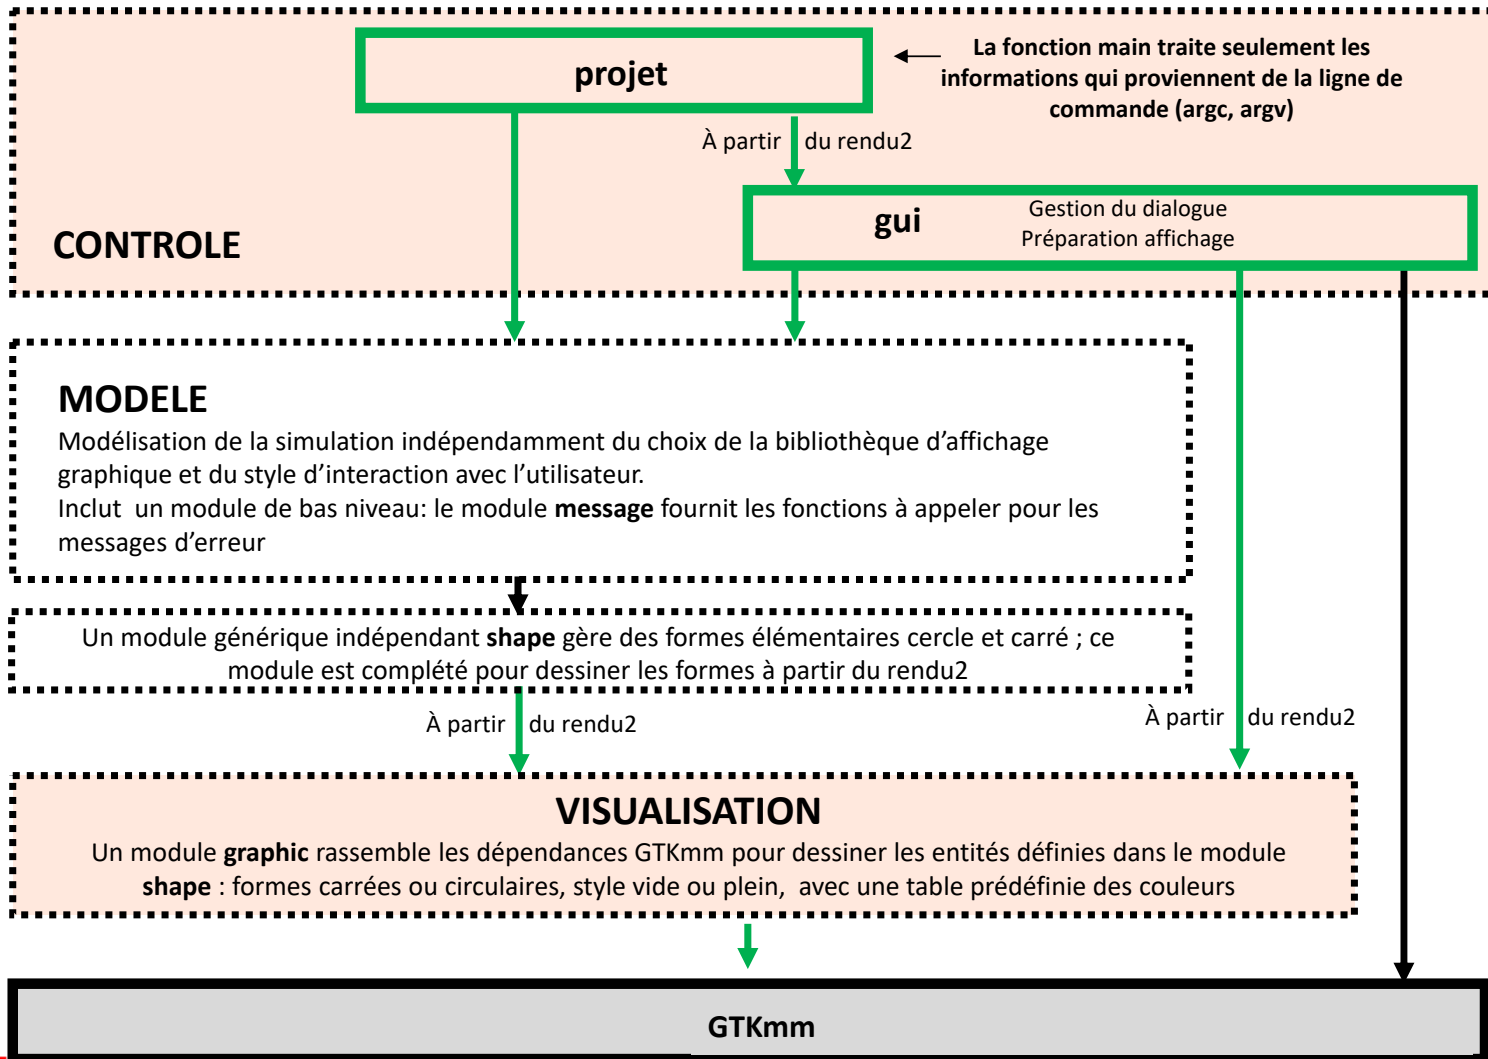 projet
La fonction main traite seulement les
informations qui proviennent de la ligne de
commande (argc, argv)
À partir du rendu2
gui
Gestion du dialogue
Préparation affichage
CONTROLE
MODELE
Modélisation de la simulation indépendamment du choix de la bibliothèque d’affichage
graphique et du style d’interaction avec l’utilisateur.
Inclut un module de bas niveau: le module message fournit les fonctions à appeler pour les
messages d’erreur
Un module générique indépendant shape gère des formes élémentaires cercle et carré ; ce
module est complété pour dessiner les formes à partir du rendu2
À partir du rendu2
À partir du rendu2
VISUALISATION
Un module graphic rassemble les dépendances GTKmm pour dessiner les entités définies dans le module
shape : formes carrées ou circulaires, style vide ou plein, avec une table prédéfinie des couleurs
GTKmm